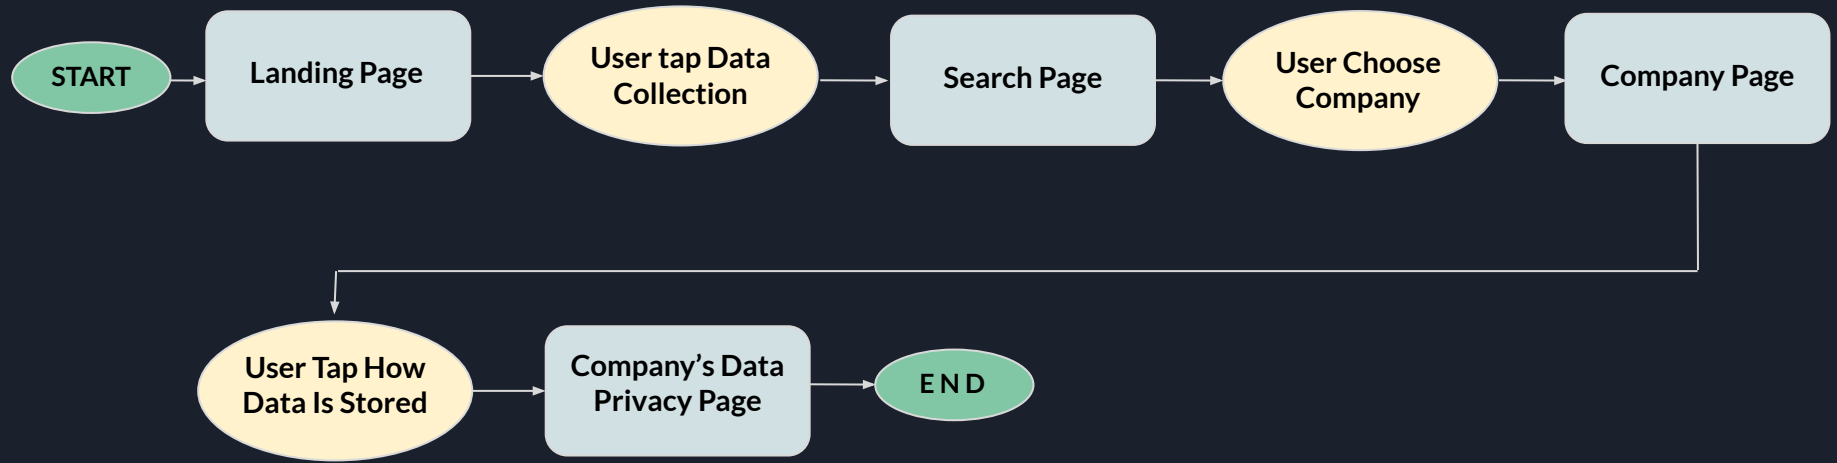 START
Landing Page
User tap Data
Collection
Search Page
User Choose
Company
Company Page
User Tap How
Data Is Stored
Company’s Data
Privacy Page
END